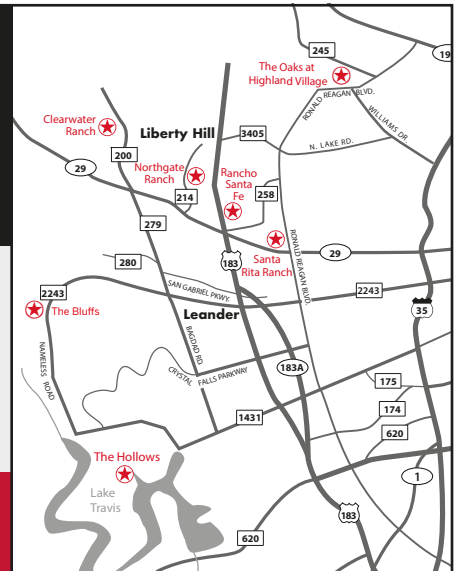 245
19
The Oaks at
Highland Village
RONALD REAGAN BLVD.
WILLIAMS DR.
Clearwater
Ranch
Liberty Hill
3405
N. LAKE RD.
200
29
Northgate
Ranch
Rancho
Santa
Fe
214
258
279
RONALD REAGAN BLVD.
29
Santa
Rita Ranch
280
183
2243
SAN GABRIEL PKWY.
2243
The Bluffs
Leander
35
NAMELESS ROAD
BAGDAD RD.
CRYSTAL FALLS PARKWAY
183A
175
174
1431
620
The Hollows
1
Lake
Travis
183
620